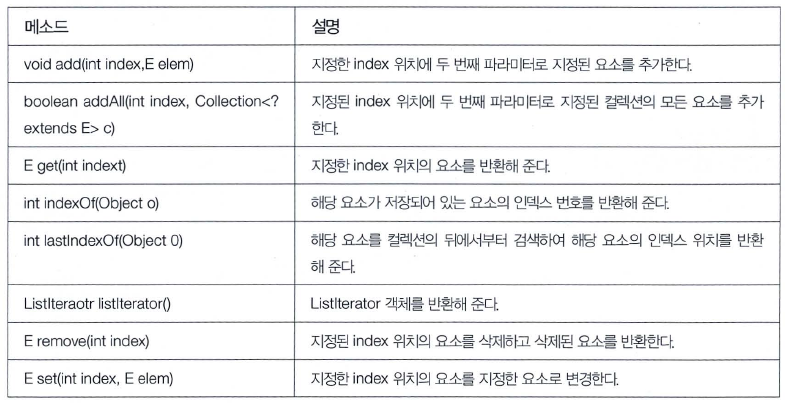 메소드 설명
void add(int index,E elem) 지정한 index 위치에 두 번째 파라미터로 지정된 요소를 추가한다.
boolean addAll(int index, Collection<? 지정된 index 위치에 두 번째 파라미터로 지정된 컬렉션의 모든 요소를 추가
extends E> c) 한다.
E get(int indext) 지정한 index 위치의 요소를 반환해 준다.
int indexOf(Object o) 해당 요소가 저장되어 있는 요소의 인덱스 번호를 반환해 준다.
int lastIndexOf(Object 0) 해당 요소를 컬렉션의 뒤에서부터 검색하여 해당 요소의 인덱스 위치를 반환
해 준다.
ListIteraotr listIterator() ListIterator 객체를 반환해 준다.
E remove(int index) 지정된 index 위치의 요소를 삭제하고 삭제된 요소를 반환한다.
E set(int index, E elem) 지정한 index 위치의 요소를 지정한 요소로 변경한다.